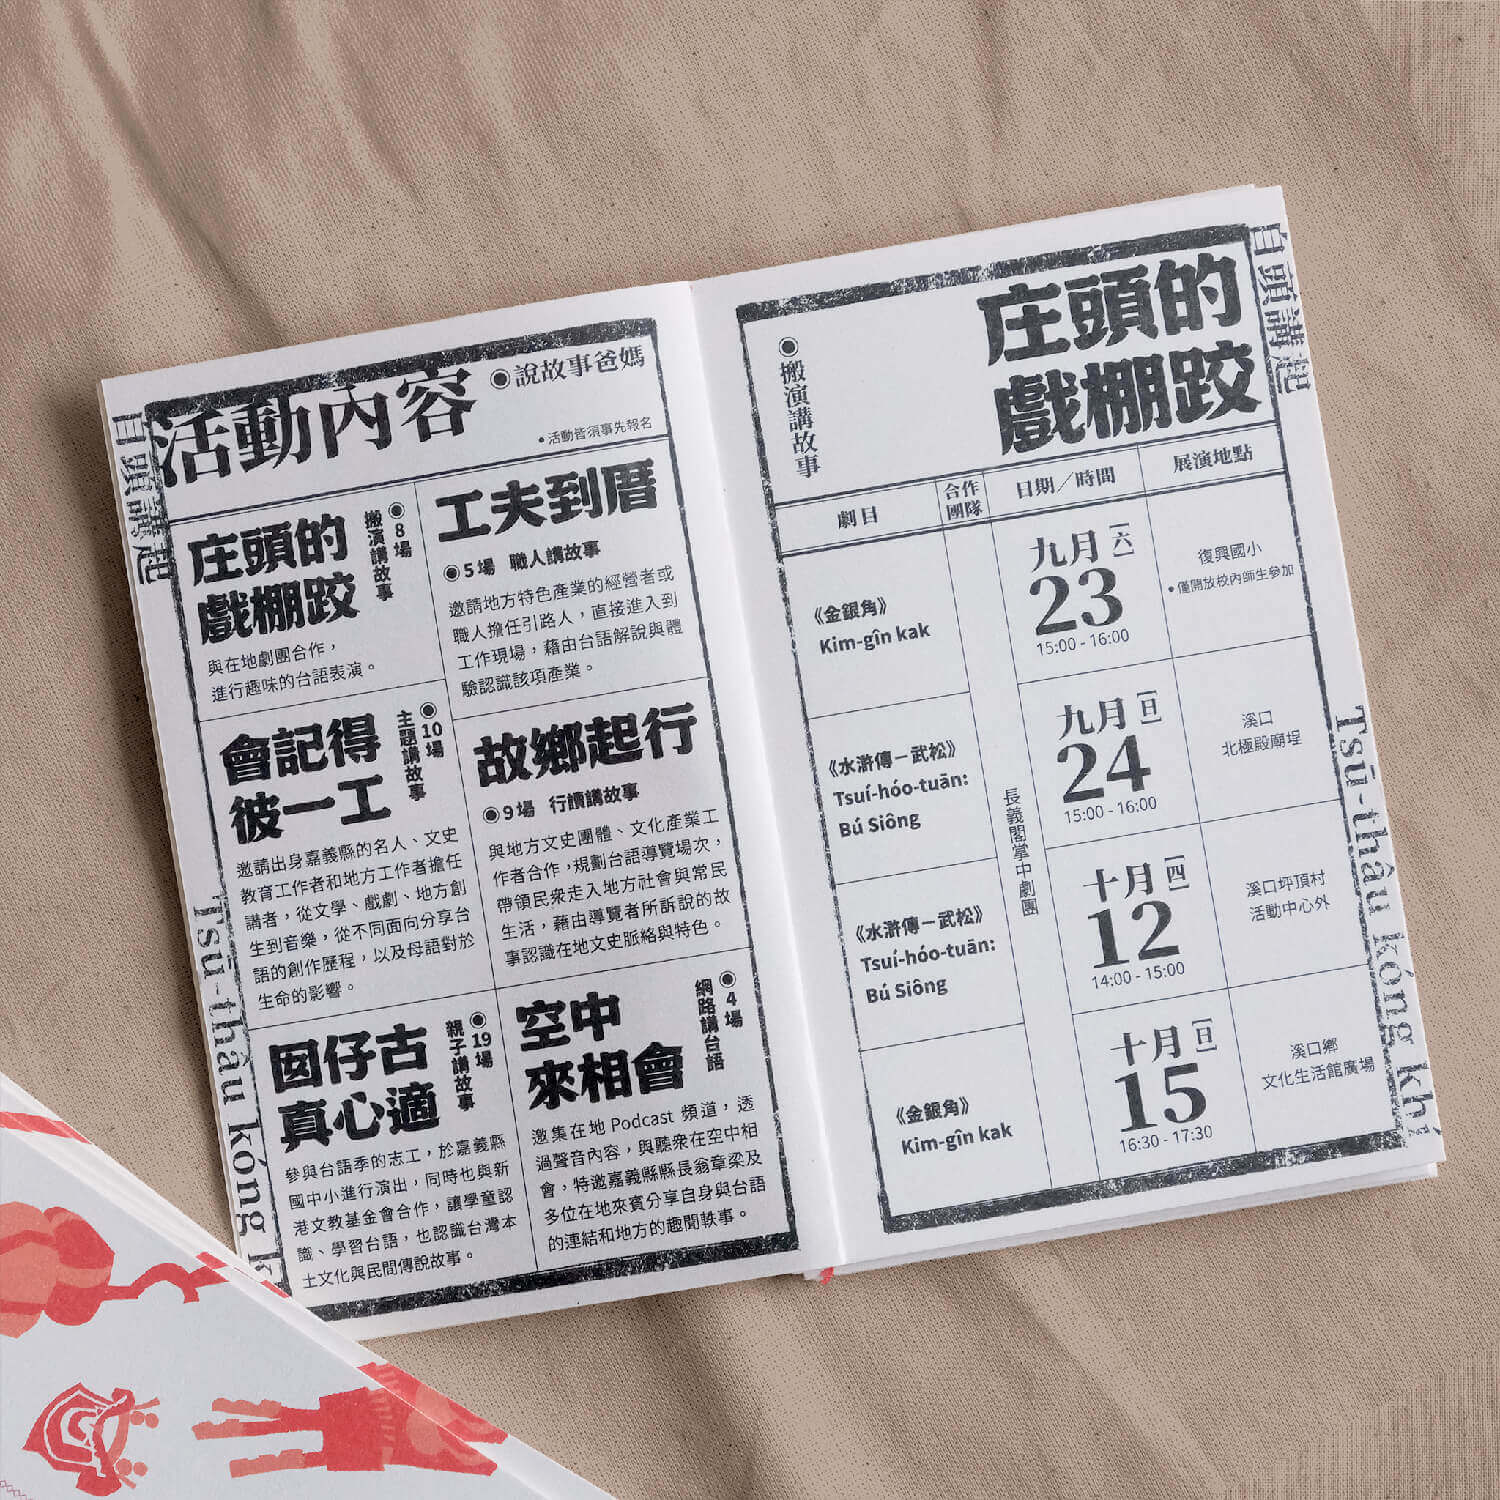 自頭講起
Tsū-thâu kóng k
活動內容
◉說故事爸媽
•活動皆須事先報名
庄頭的
戲棚跤
◉8場
搬演講故事
與在地劇團合作，
進行趣味的台語表演。
工夫到厝
◉5場 職人講故事
邀請地方特色產業的經營者或
職人擔任引路人，直接進入到
工作現場，藉由台語解說與體
驗認識該項產業。
會記得
彼一工
◉10場
主題講故事
邀請出身嘉義縣的名人、文史
教育工作者和地方工作者擔任
講者，從文學、戲劇、地方創
生到音樂，從不同面向分享台
語的創作歷程，以及母語對於
生命的影響。
故鄉起行
◉9場 行讀講故事
與地方文史團體、文化產業工
作者合作，規劃台語導覽場次，
帶領民眾走入地方社會與常民
生活，藉由導覽者所訴說的故
事認識在地文史脈絡與特色。
囡仔古
真心適
◉19場
親子講故事
參與台語季的志工，於嘉義縣
國中小進行演出，同時也與新
港文教基金會合作，讓學童認
識、學習台語，也認識台灣本
土文化與民間傳說故事。
空中
來相會
◉4場
網路講台語
邀集在地Podcast 頻道，透
過聲音內容，與聽眾在空中相
會，特邀嘉義縣縣長翁章梁及
多位在地來賓分享自身與台語
的連結和地方的趣聞軼事。
庄頭的
戲棚跤
◉搬演講故事
劇目
合作
團隊
日期／時間
展演地點
《金銀角》
Kim-gîn kak
九月 六
23
15:00 - 16:00
復興國小
•僅開放校內師生參加
《水滸傳－武松》
Tsuí-hóo-tuān:
Bú Siông
九月 日
24
15:00 - 16:00
溪口
北極殿廟埕
長義閣掌中劇團
《水滸傳－武松》
Tsuí-hóo-tuān:
Bú Siông
十月 四
12
14:00 - 15:00
溪口坪頂村
活動中心外
《金銀角》
Kim-gîn kak
十月 日
15
16:30 - 17:30
溪口鄉
文化生活館廣場
自頭講起
Tsū-thâu kóng khí